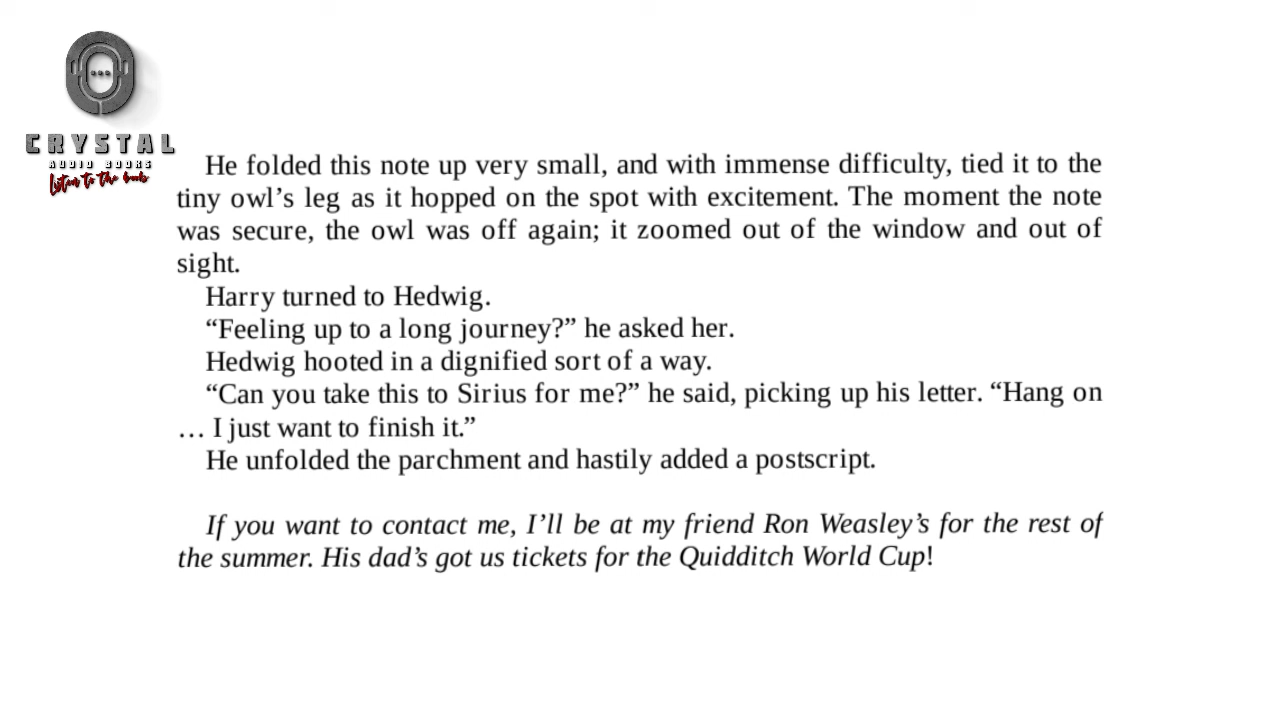 CRYSTAL
AUDIO BOOKS
Listen to the book
He folded this note up very small, and with immense difficulty, tied it to the
tiny owl’s leg as it hopped on the spot with excitement. The moment the note
was secure, the owl was off again; it zoomed out of the window and out of
sight.
Harry turned to Hedwig.
“Feeling up to a long journey?” he asked her.
Hedwig hooted in a dignified sort of a way.
“Can you take this to Sirius for me?” he said, picking up his letter. “Hang on
… I just want to finish it.”
He unfolded the parchment and hastily added a postscript.
If you want to contact me, I’ll be at my friend Ron Weasley’s for the rest of
the summer. His dad’s got us tickets for the Quidditch World Cup!